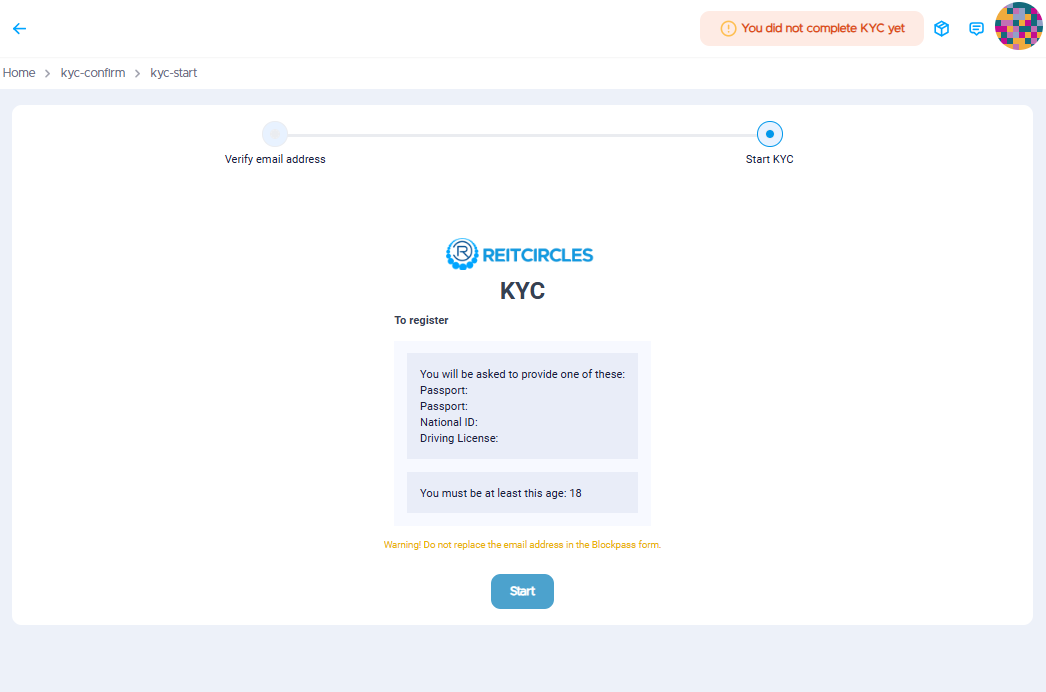 You did not complete KYC yet
Home > kyc-confirm > kyc-start
Verify email address
Start KYC
REITCIRCLES
KYC
To register
You will be asked to provide one of these:
Passport:
Passport:
National ID:
Driving License:
You must be at least this age: 18
Warning! Do not replace the email address in the Blockpass form.
Start